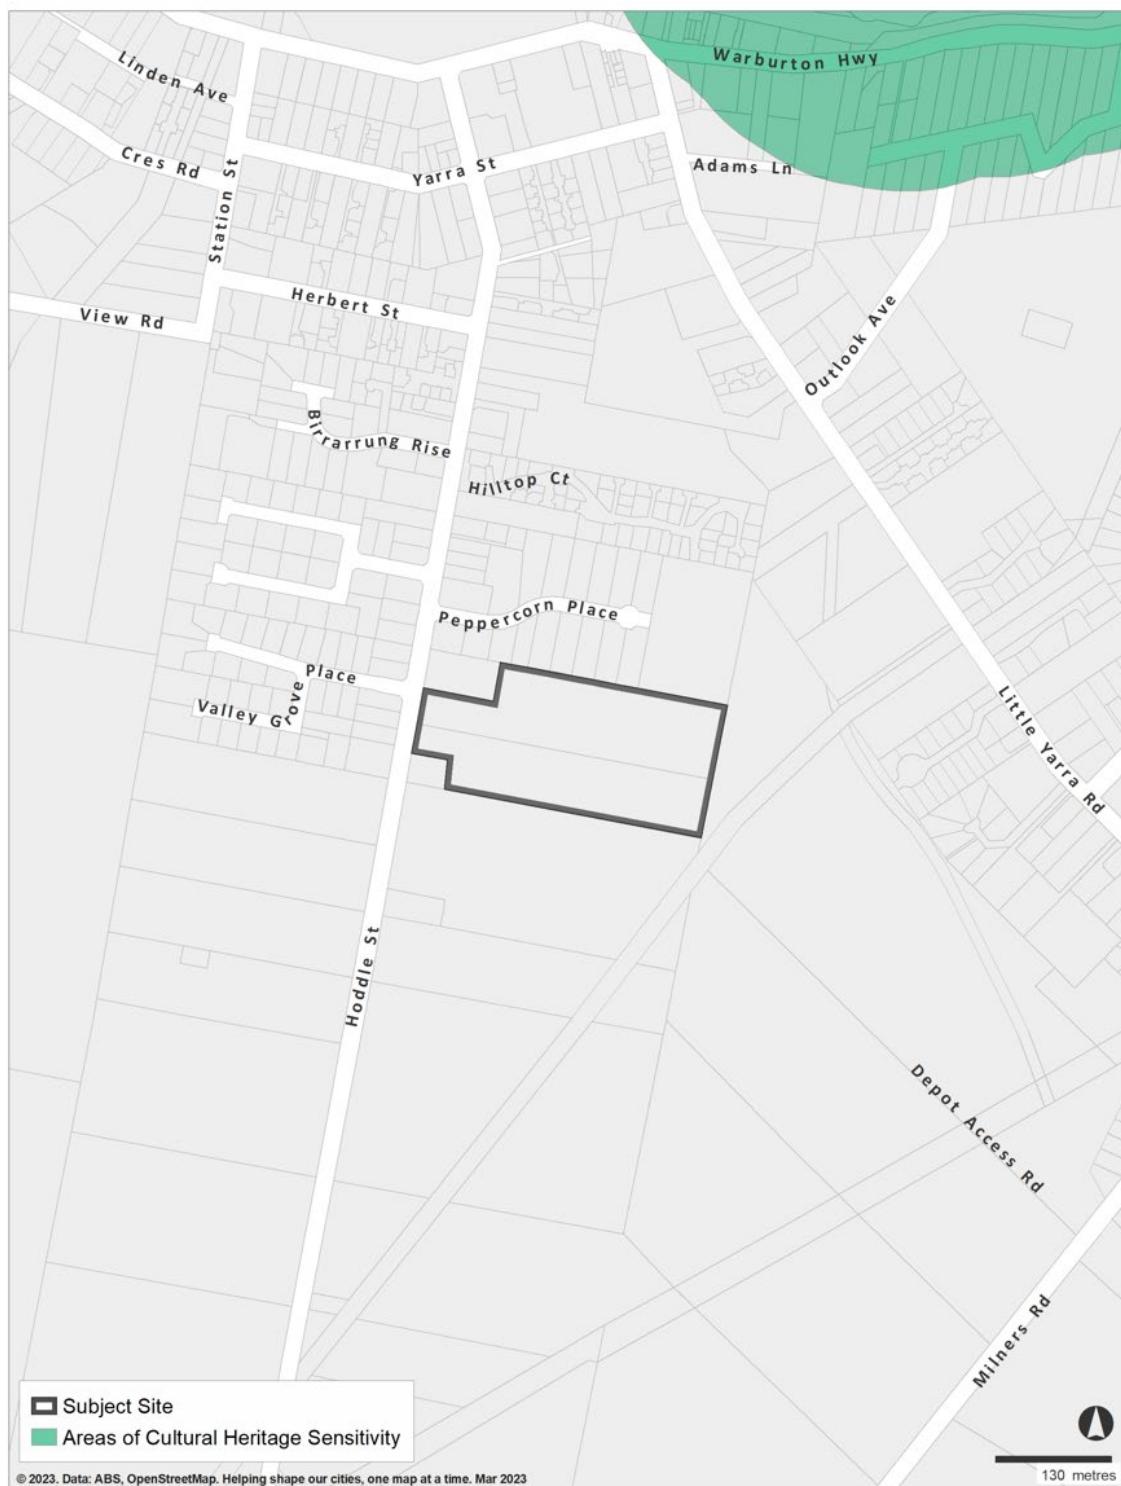 Warburton Hwy
Linden Ave
Cres Rd
Yarra St
Adams Ln
Station St
Herbert St
View Rd
Outlook Ave
Birrarrung Rise
Hilltop Ct
Peppercorn Place
Place
Valley Grove
Little Yarra Rd
Hoddle St
Depot Access Rd
Milners Rd
Subject Site
Areas of Cultural Heritage Sensitivity
130 metres
© 2023. Data: ABS, OpenStreetMap. Helping shape our cities, one map at a time. Mar 2023